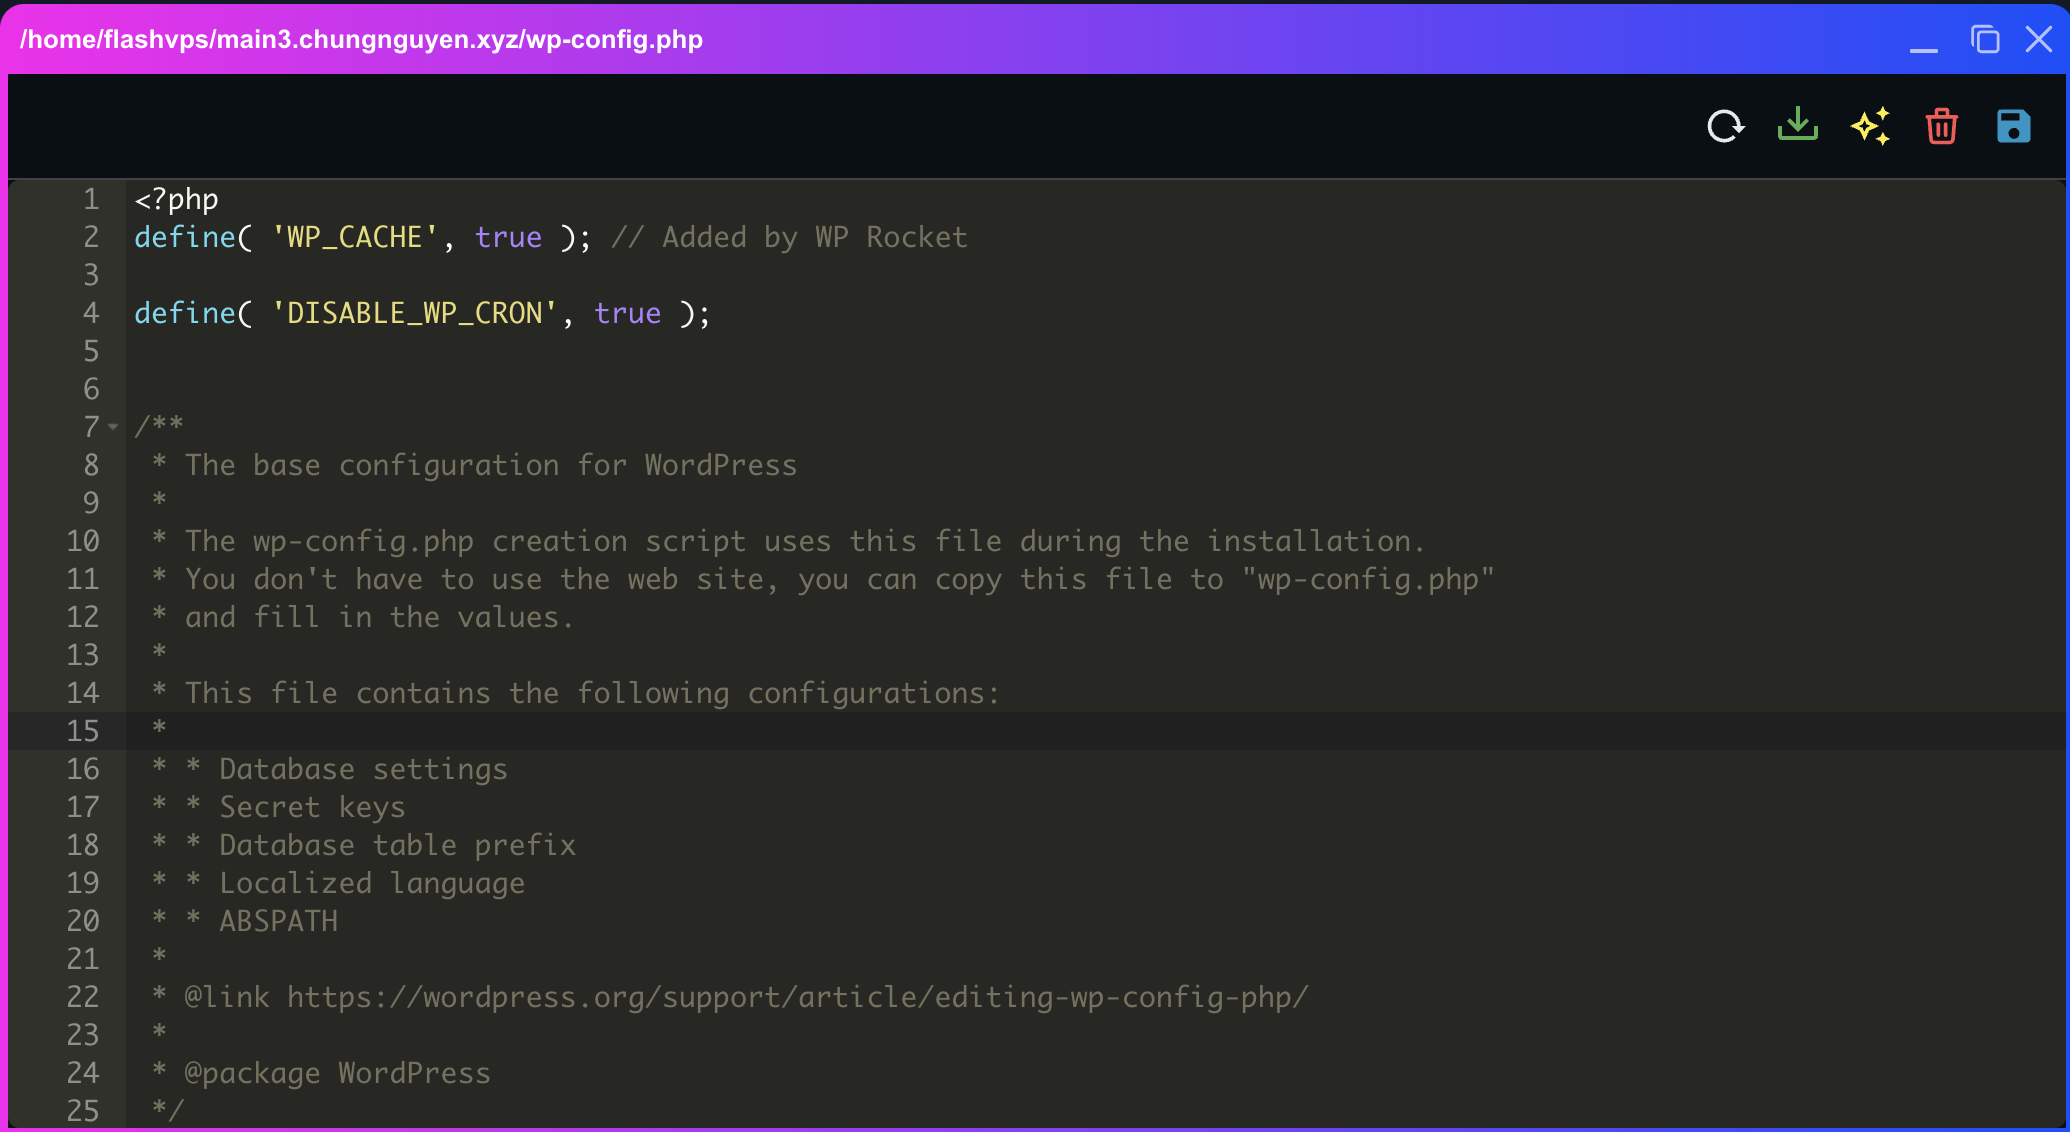 /home/flashvps/main3.chungnguyen.xyz/wp-config.php
1 <?php
2 define( 'WP_CACHE', true ); // Added by WP Rocket
3
4 define( 'DISABLE_WP_CRON', true );
5
6
7 /**
8  * The base configuration for WordPress
9  *
10  * The wp-config.php creation script uses this file during the installation.
11  * You don't have to use the web site, you can copy this file to "wp-config.php"
12  * and fill in the values.
13  *
14  * This file contains the following configurations:
15  *
16  * * Database settings
17  * * Secret keys
18  * * Database table prefix
19  * * Localized language
20  * * ABSPATH
21  *
22  * @link https://wordpress.org/support/article/editing-wp-config-php/
23  *
24  * @package WordPress
25  */